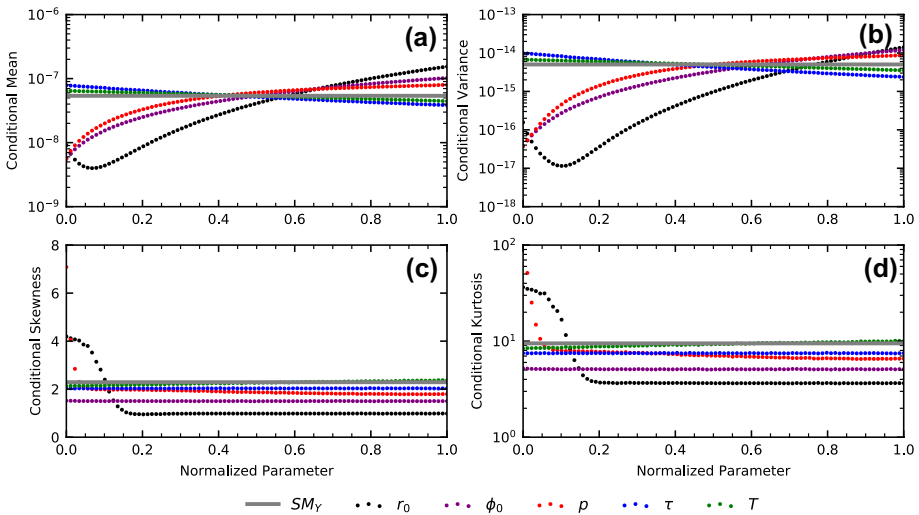 10⁻⁵
10⁻⁶
10⁻⁷
10⁻⁸
10⁻⁹
Conditional Mean
(a)
0.0 0.2 0.4 0.6 0.8 1.0
10⁻¹³
10⁻¹⁴
10⁻¹⁵
10⁻¹⁶
10⁻¹⁷
10⁻¹⁸
Conditional Variance
(b)
0.0 0.2 0.4 0.6 0.8 1.0
8
6
4
2
0
Conditional Skewness
(c)
0.0 0.2 0.4 0.6 0.8 1.0
Normalized Parameter
10²
10¹
10⁰
Conditional Kurtosis
(d)
0.0 0.2 0.4 0.6 0.8 1.0
Normalized Parameter
SM_Y r₀ ϕ₀ p τ T